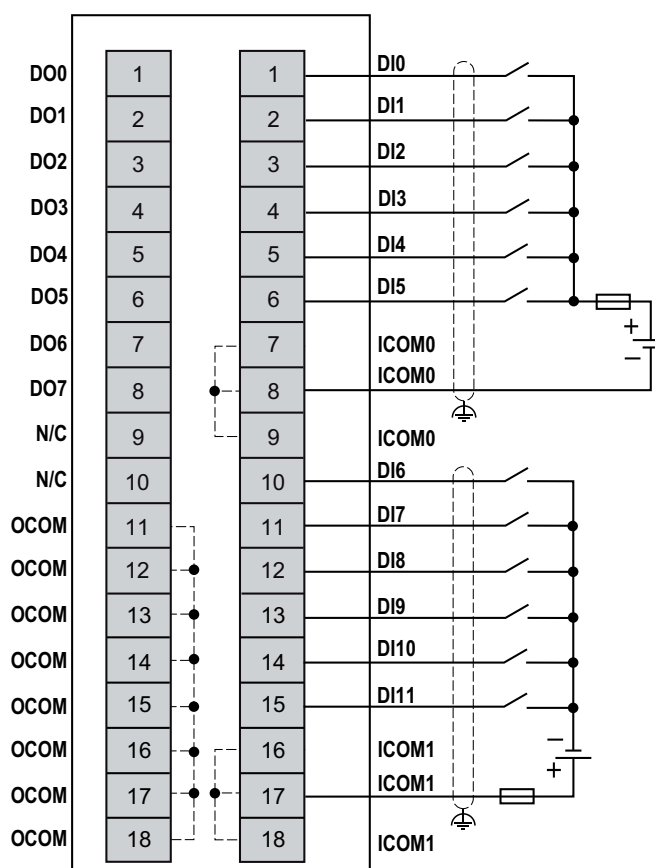 DO0 1 1 DI0
DO1 2 2 DI1
DO2 3 3 DI2
DO3 4 4 DI3
DO4 5 5 DI4
DO5 6 6 DI5
DO6 7 7 ICOM0
+
−
DO7 8 8 ICOM0
N/C 9 9 ICOM0
N/C 10 10 DI6
OCOM 11 11 DI7
OCOM 12 12 DI8
OCOM 13 13 DI9
OCOM 14 14 DI10
OCOM 15 15 DI11
OCOM 16 16 ICOM1
−
+
OCOM 17 17 ICOM1
OCOM 18 18 ICOM1